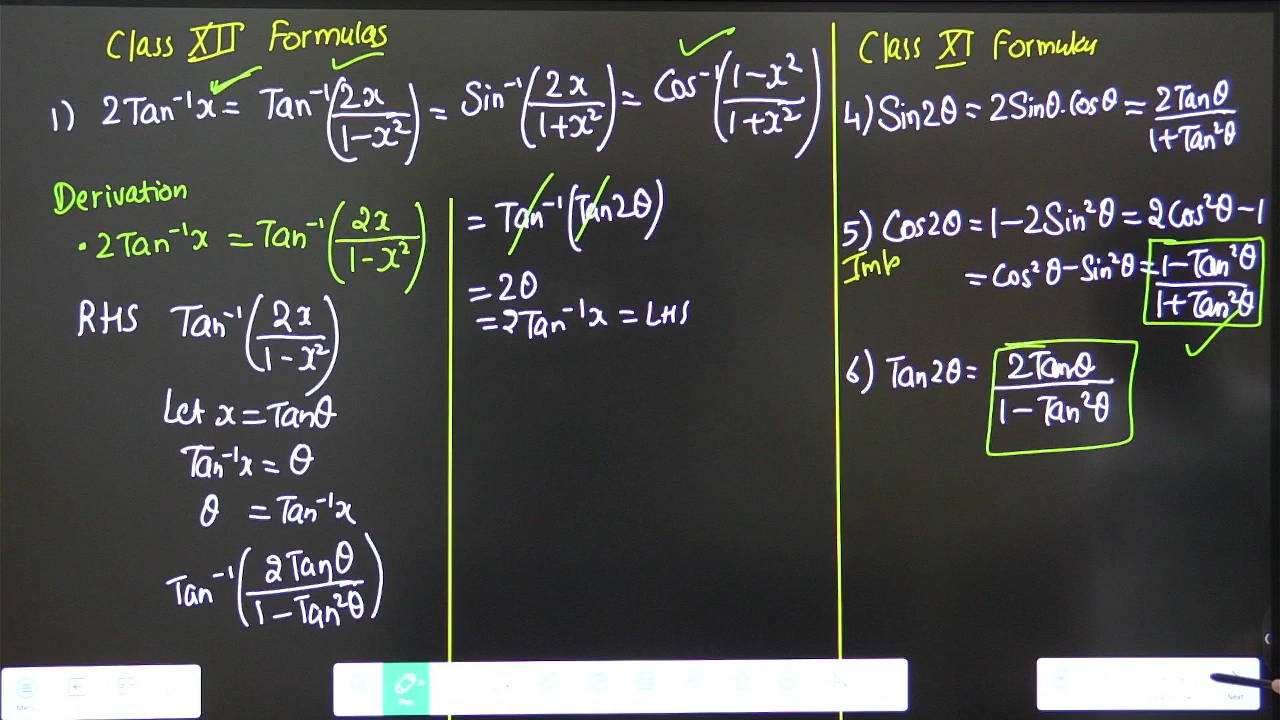 Class XII Formulas
1) 2Tan⁻¹x = Tan⁻¹(2x/(1-x²)) = Sin⁻¹(2x/(1+x²)) = Cos⁻¹((1-x²)/(1+x²))
Derivation
• 2Tan⁻¹x = Tan⁻¹(2x/(1-x²))
RHS Tan⁻¹(2x/(1-x²))
Let x = Tanθ
Tan⁻¹x = θ
θ = Tan⁻¹x
Tan⁻¹(2Tanθ/(1-Tan²θ))
= Tan⁻¹(Tan2θ)
= 2θ
= 2Tan⁻¹x = LHS
Class XI Formulas
4) Sin2θ = 2Sinθ.Cosθ = 2Tanθ/(1+Tan²θ)
5) Cos2θ = 1-2Sin²θ = 2Cos²θ-1
Imp = Cos²θ-Sin²θ = (1-Tan²θ)/(1+Tan²θ)
6) Tan2θ = 2Tanθ/(1-Tan²θ)
Pen
Next